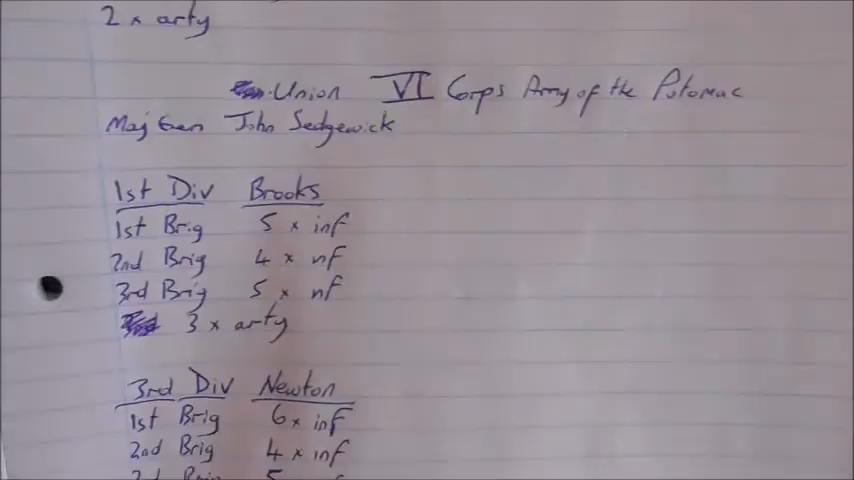 2 x arty
Union VI Corps Army of the Potomac
Maj Gen John Sedgewick
1st Div Brooks
1st Brig 5 x inf
2nd Brig 4 x nf
3rd Brig 5 x nf
3 x arty
3rd Div Newton
1st Brig 6 x inf
2nd Brig 4 x inf